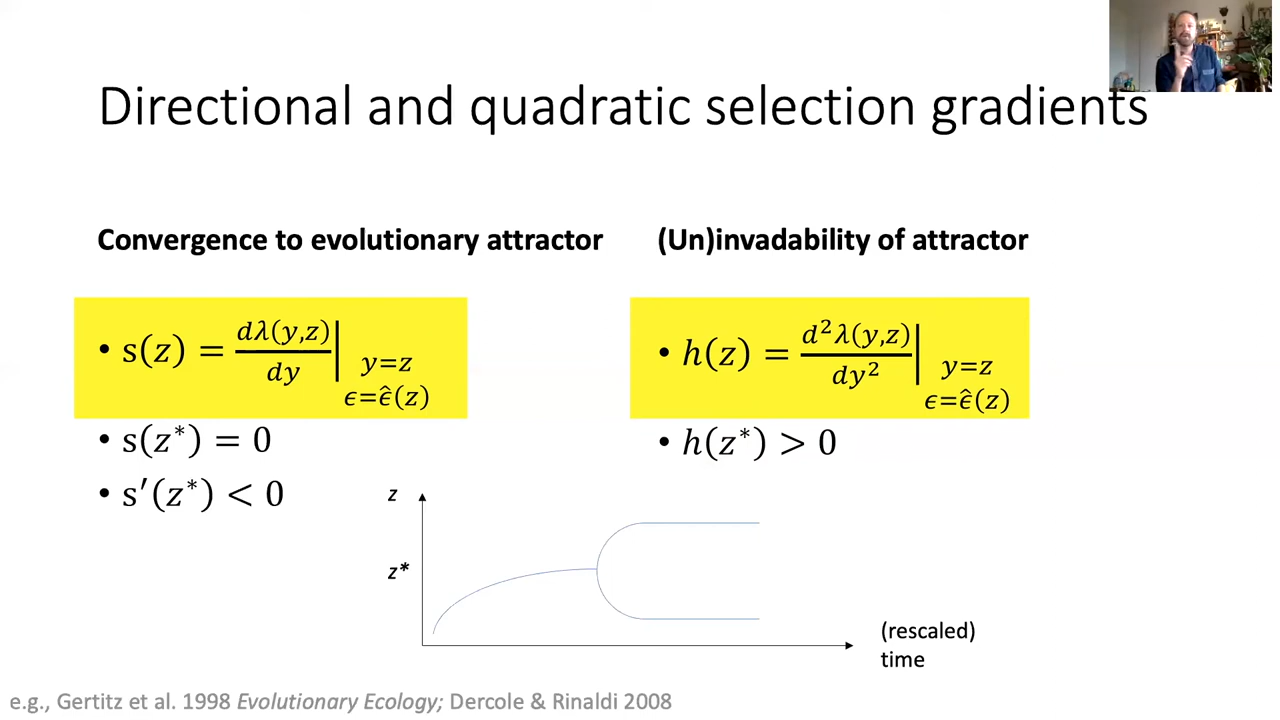 Directional and quadratic selection gradients
Convergence to evolutionary attractor
• s(z) = dλ(y,z)/dy | y=z ϵ=ϵ̂(z)
• s(z*) = 0
• s′(z*) < 0
(Un)invadability of attractor
• h(z) = d²λ(y,z)/dy² | y=z ϵ=ϵ̂(z)
• h(z*) > 0
z
z*
(rescaled)
time
e.g., Gertitz et al. 1998 Evolutionary Ecology; Dercole & Rinaldi 2008